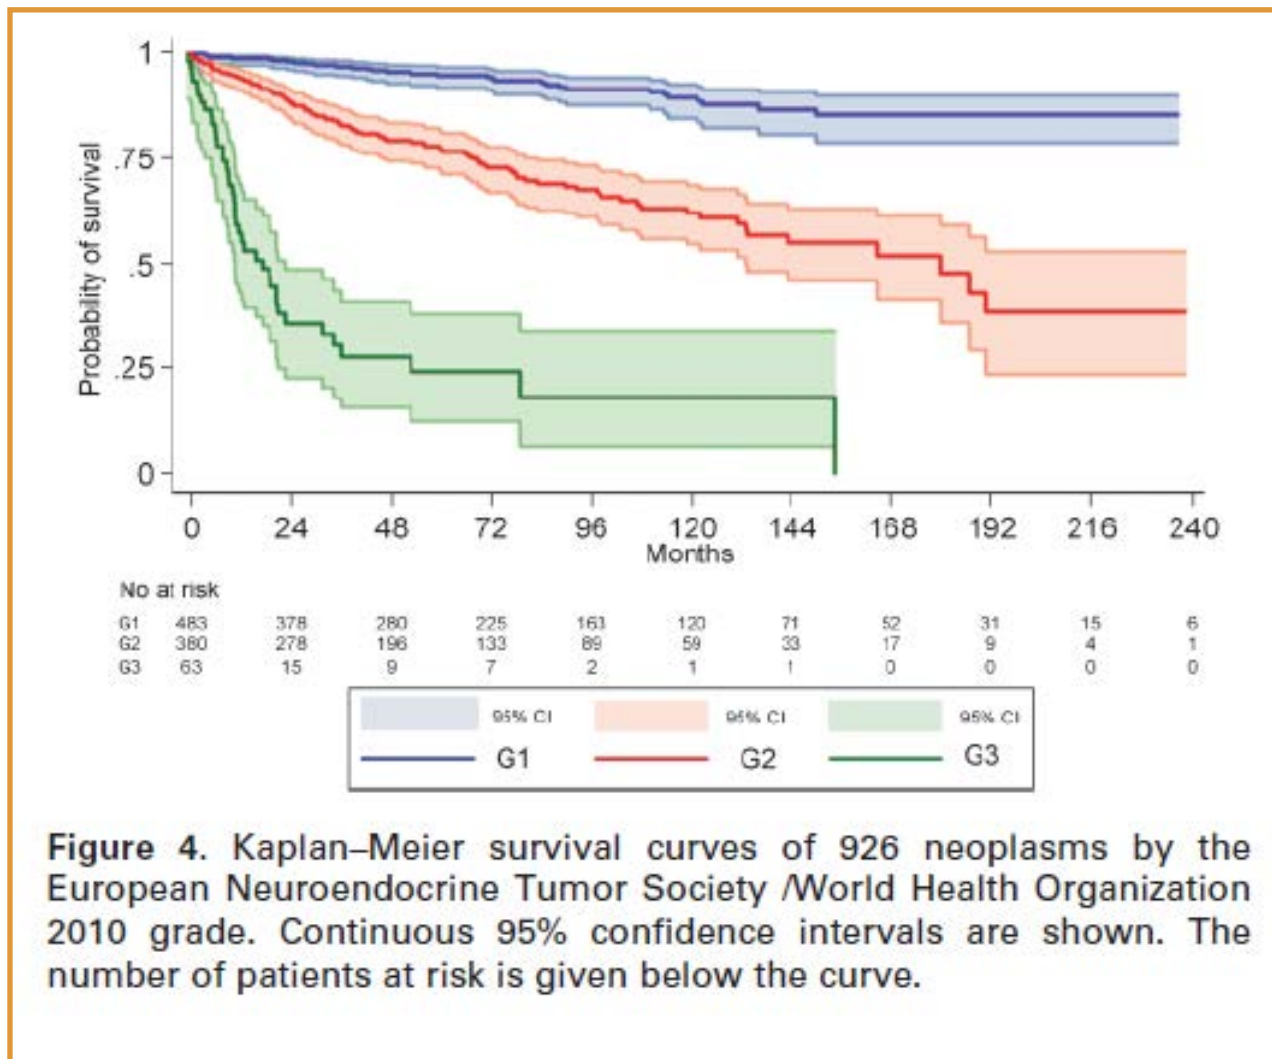 Probability of survival
1
.75
.5
.25
0
0 24 48 72 96 120 144 168 192 216 240
Months
No at risk
G1 483 378 280 225 163 120 71 52 31 15 6
G2 380 278 196 133 89 59 33 17 9 4 1
G3 63 15 9 7 2 1 1 0 0 0 0
95% CI 95% CI 95% CI
G1 G2 G3
Figure 4. Kaplan–Meier survival curves of 926 neoplasms by the
European Neuroendocrine Tumor Society /World Health Organization
2010 grade. Continuous 95% confidence intervals are shown. The
number of patients at risk is given below the curve.